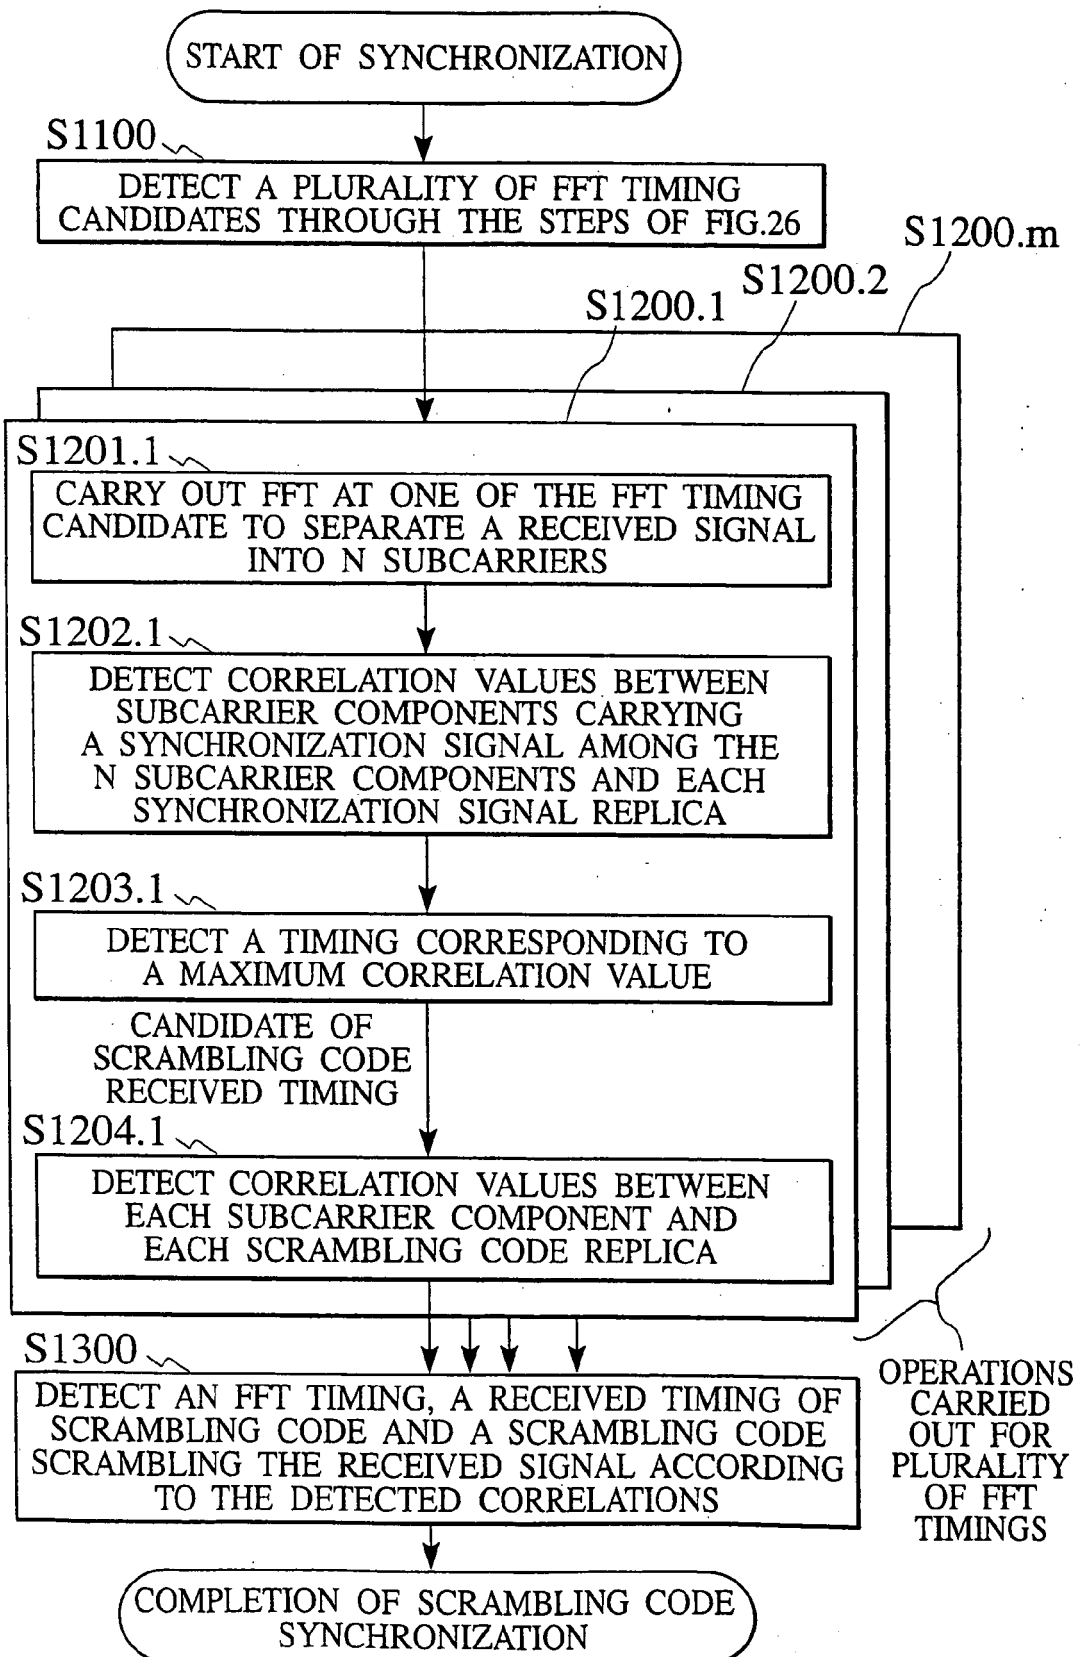 START OF SYNCHRONIZATION
S1100
DETECT A PLURALITY OF FFT TIMING
CANDIDATES THROUGH THE STEPS OF FIG.26
S1200.m
S1200.2
S1200.1
S1201.1
CARRY OUT FFT AT ONE OF THE FFT TIMING
CANDIDATE TO SEPARATE A RECEIVED SIGNAL
INTO N SUBCARRIERS
S1202.1
DETECT CORRELATION VALUES BETWEEN
SUBCARRIER COMPONENTS CARRYING
A SYNCHRONIZATION SIGNAL AMONG THE
N SUBCARRIER COMPONENTS AND EACH
SYNCHRONIZATION SIGNAL REPLICA
S1203.1
DETECT A TIMING CORRESPONDING TO
A MAXIMUM CORRELATION VALUE
CANDIDATE OF
SCRAMBLING CODE
RECEIVED TIMING
S1204.1
DETECT CORRELATION VALUES BETWEEN
EACH SUBCARRIER COMPONENT AND
EACH SCRAMBLING CODE REPLICA
S1300
DETECT AN FFT TIMING, A RECEIVED TIMING OF
SCRAMBLING CODE AND A SCRAMBLING CODE
SCRAMBLING THE RECEIVED SIGNAL ACCORDING
TO THE DETECTED CORRELATIONS
OPERATIONS
CARRIED
OUT FOR
PLURALITY
OF FFT
TIMINGS
COMPLETION OF SCRAMBLING CODE
SYNCHRONIZATION